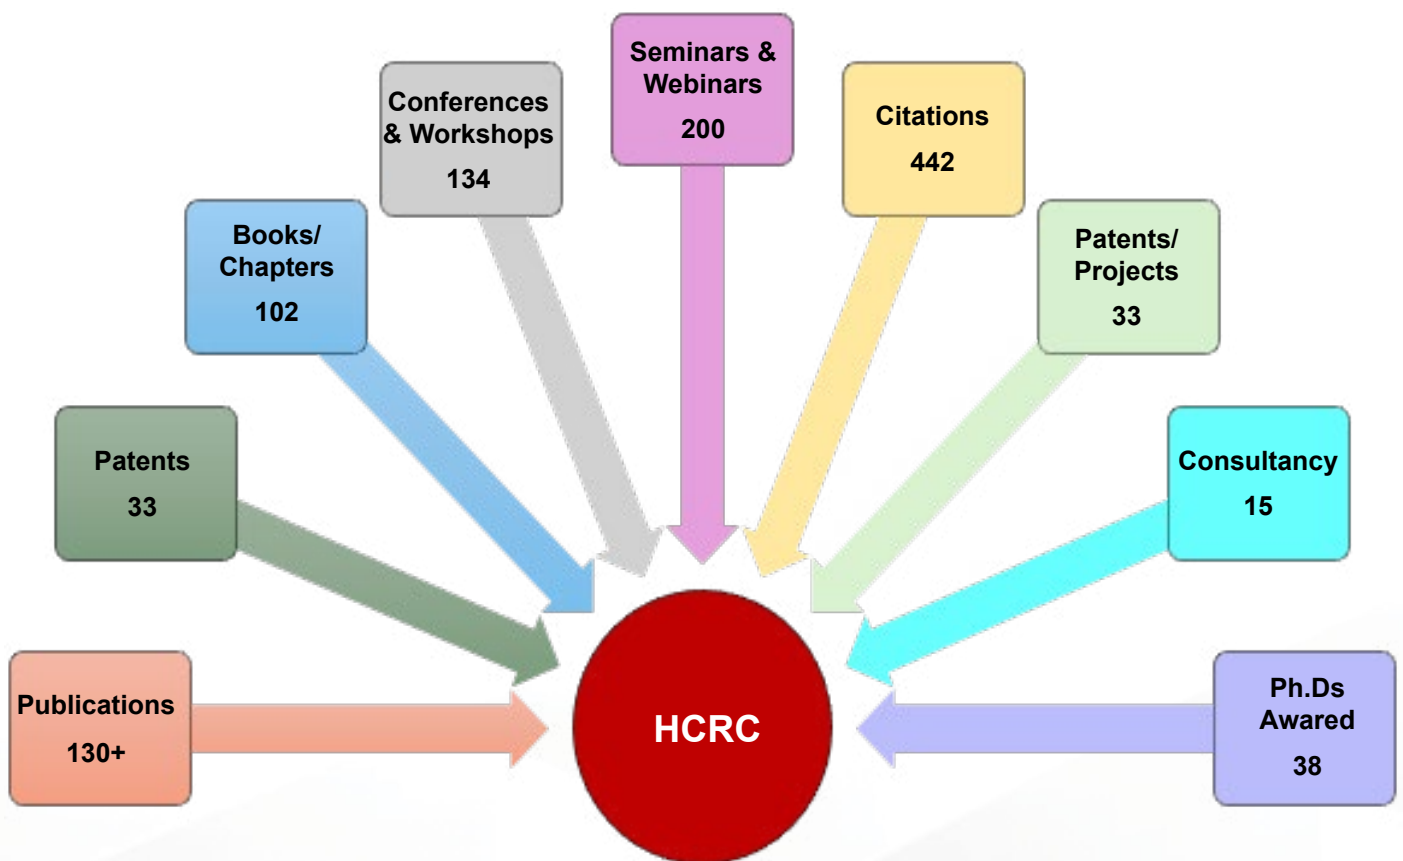 Seminars &
Webinars
200
Conferences
& Workshops
134
Citations
442
Books/
Chapters
102
Patents/
Projects
33
Patents
33
Consultancy
15
Publications
130+
HCRC
Ph.Ds
Awared
38